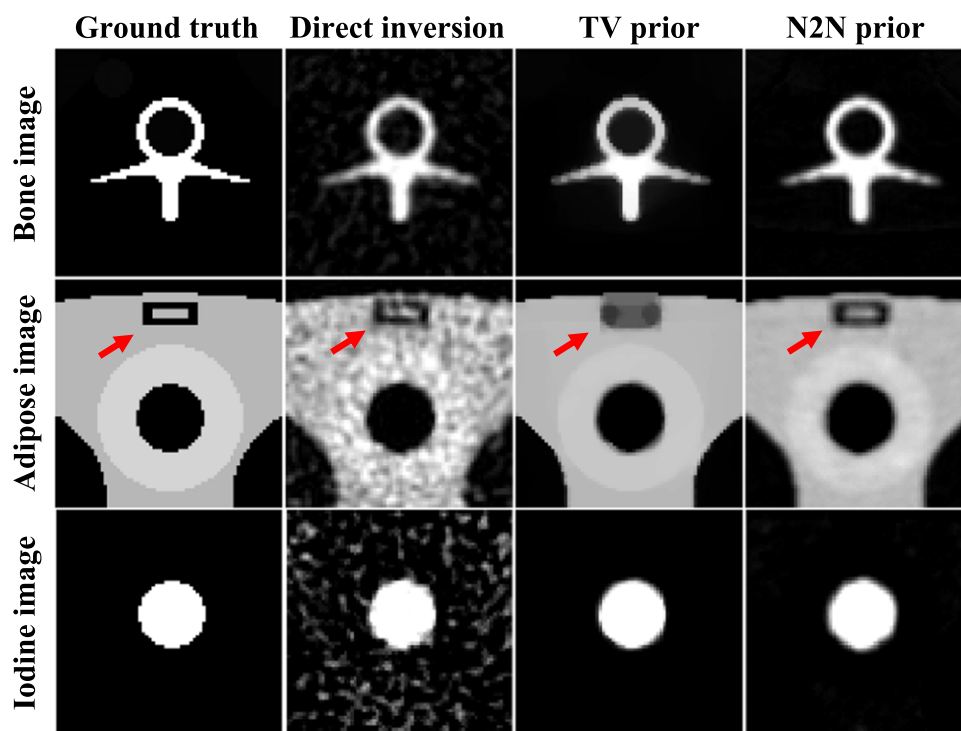 Ground truth
Direct inversion
TV prior
N2N prior
Bone image
Adipose image
Iodine image